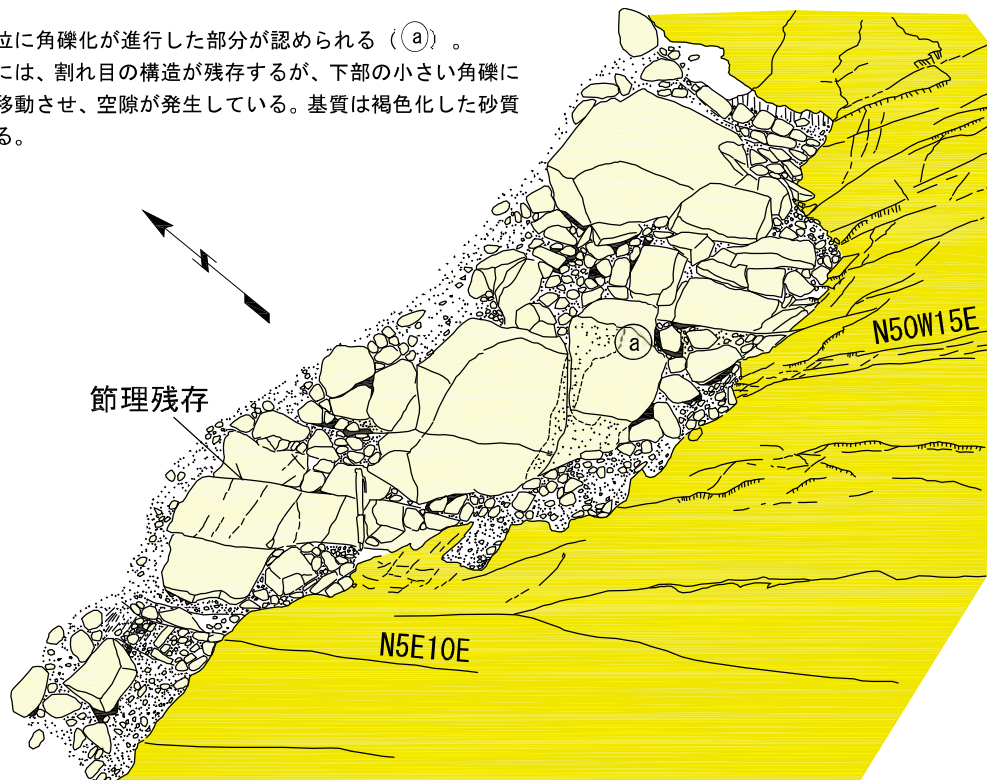 位に角礫化が進行した部分が認められる(ⓐ)。
には、割れ目の構造が残存するが、下部の小さい角礫に
移動させ、空隙が発生している。基質は褐色化した砂質
る。
N50W15E
a
節理残存
N5E10E